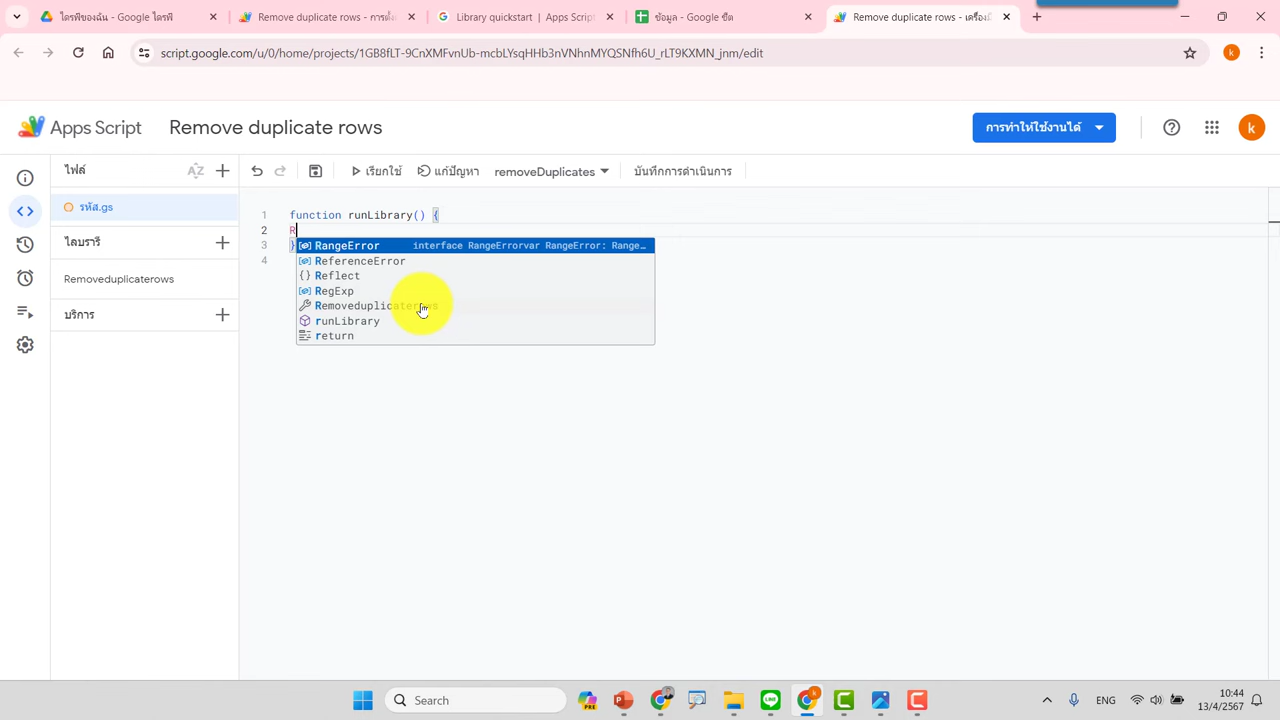 ไดรฟ์ของฉัน - Google ไดรฟ์
Remove duplicate rows - การตั้ง
Library quickstart | Apps Script
ข้อมูล - Google ชีต
Remove duplicate rows - เครื่องมื
script.google.com/u/0/home/projects/1GB8fLT-9CnXMFvnUb-mcbLYsqHHb3nVNhnMYQSNfh6U_rLT9KXMN_jnm/edit
k
Apps Script
Remove duplicate rows
การทำให้ใช้งานได้
k
ไฟล์
AZ
เรียกใช้
แก้ปัญหา
removeDuplicates
บันทึกการดำเนินการ
รหัส.gs
ไลบรารี
Removeduplicaterows
บริการ
1 function runLibrary() {
2 R
3 }
4
RangeError interface RangeErrorvar RangeError: Range…
ReferenceError
Reflect
RegExp
Removeduplicaterows
runLibrary
return
Search
PRE
ENG
10:44
13/4/2567